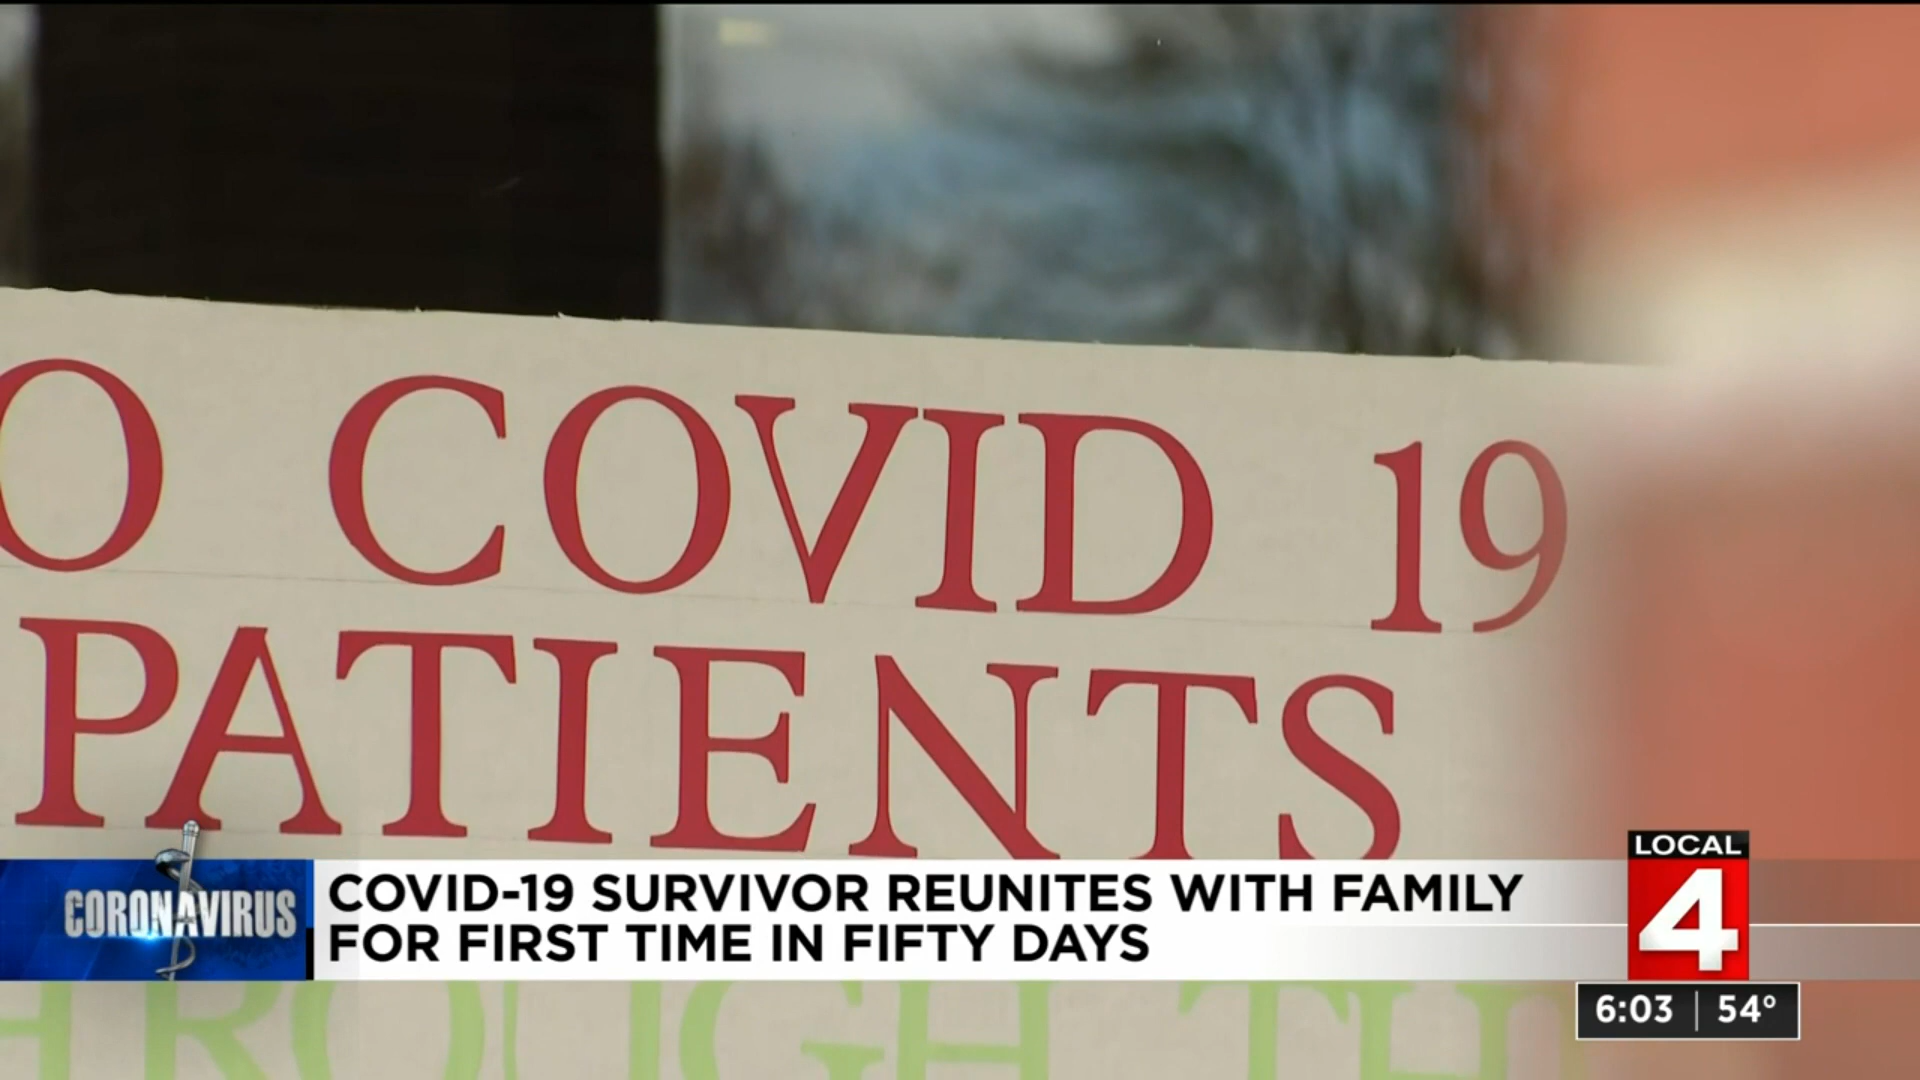 O COVID 19
PATIENTS
CORONAVIRUS
COVID-19 SURVIVOR REUNITES WITH FAMILY
FOR FIRST TIME IN FIFTY DAYS
LOCAL
4
6:03 54°